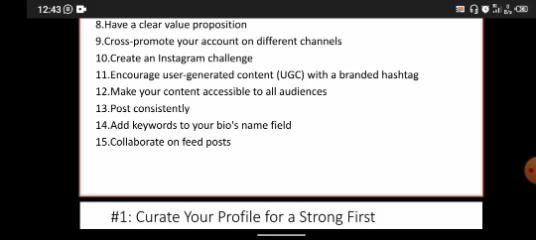 12:43
8.Have a clear value proposition
9.Cross-promote your account on different channels
10.Create an Instagram challenge
11.Encourage user-generated content (UGC) with a branded hashtag
12.Make your content accessible to all audiences
13.Post consistently
14.Add keywords to your bio's name field
15.Collaborate on feed posts
#1: Curate Your Profile for a Strong First